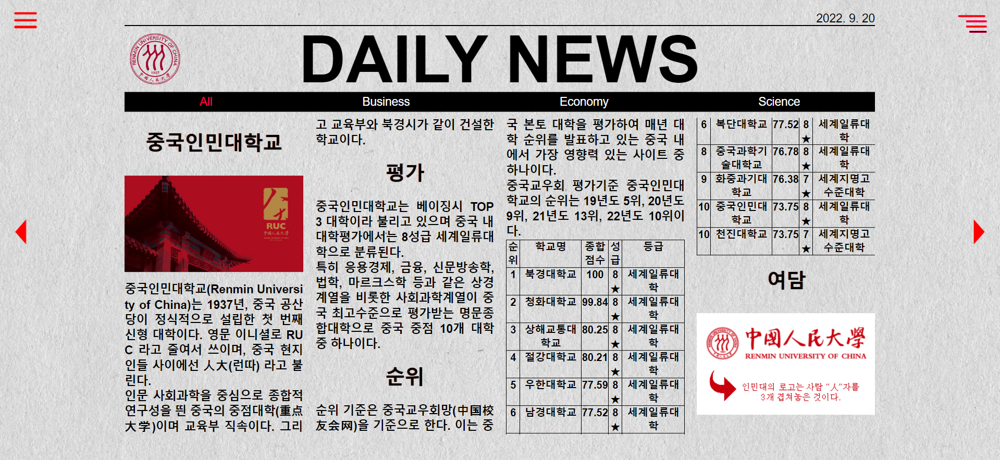 2022. 9. 20
RENMIN UNIVERSITY OF CHINA
1937
中国人民大学
DAILY NEWS
All Business Economy Science
중국인민대학교
RUC
中國人民大學
중국인민대학교(Renmin Universi
ty of China)는 1937년, 중국 공산
당이 정식적으로 설립한 첫 번째
신형 대학이다. 영문 이니셜로 RU
C 라고 줄여서 쓰이며, 중국 현지
인들 사이에선 人大(런따) 라고 불
린다.
인문 사회과학을 중심으로 종합적
연구성을 띈 중국의 중점대학(重点
大学)이며 교육부 직속이다. 그리
고 교육부와 북경시가 같이 건설한
학교이다.
평가
중국인민대학교는 베이징시 TOP
3 대학이라 불리고 있으며 중국 내
대학평가에서는 8성급 세계일류대
학으로 분류된다.
특히 응용경제, 금융, 신문방송학,
법학, 마르크스학 등과 같은 상경
계열을 비롯한 사회과학계열이 중
국 최고수준으로 평가받는 명문종
합대학으로 중국 중점 10개 대학
중 하나이다.
순위
순위 기준은 중국교우회망(中国校
友会网)을 기준으로 한다. 이는 중
국 본토 대학을 평가하여 매년 대
학 순위를 발표하고 있는 중국 내
에서 가장 영향력 있는 사이트 중
하나이다.
중국교우회 평가기준 중국인민대
학교의 순위는 19년도 5위, 20년도
9위, 21년도 13위, 22년도 10위이
다.
순 학교명 종합 성 등급
위 점수 급
1 북경대학교 100 8 세계일류대
★ 학
2 청화대학교 99.84 8 세계일류대
★ 학
3 상해교통대 80.25 8 세계일류대
학교 ★ 학
4 절강대학교 80.21 8 세계일류대
★ 학
5 우한대학교 77.59 8 세계일류대
★ 학
6 남경대학교 77.52 8 세계일류대
★ 학
6 복단대학교 77.52 8 세계일류대
★ 학
8 중국과학기 76.78 8 세계일류대
술대학교 ★ 학
9 화중과기대 76.38 7 세계지명고
학교 ★ 수준대학
10 중국인민대 73.75 8 세계일류대
학교 ★ 학
10 천진대학교 73.75 7 세계지명고
★ 수준대학
여담
中國人民大學
RENMIN UNIVERSITY OF CHINA
인민대의 로고는 사람 “人”자를
3개 겹쳐놓은 것이다.